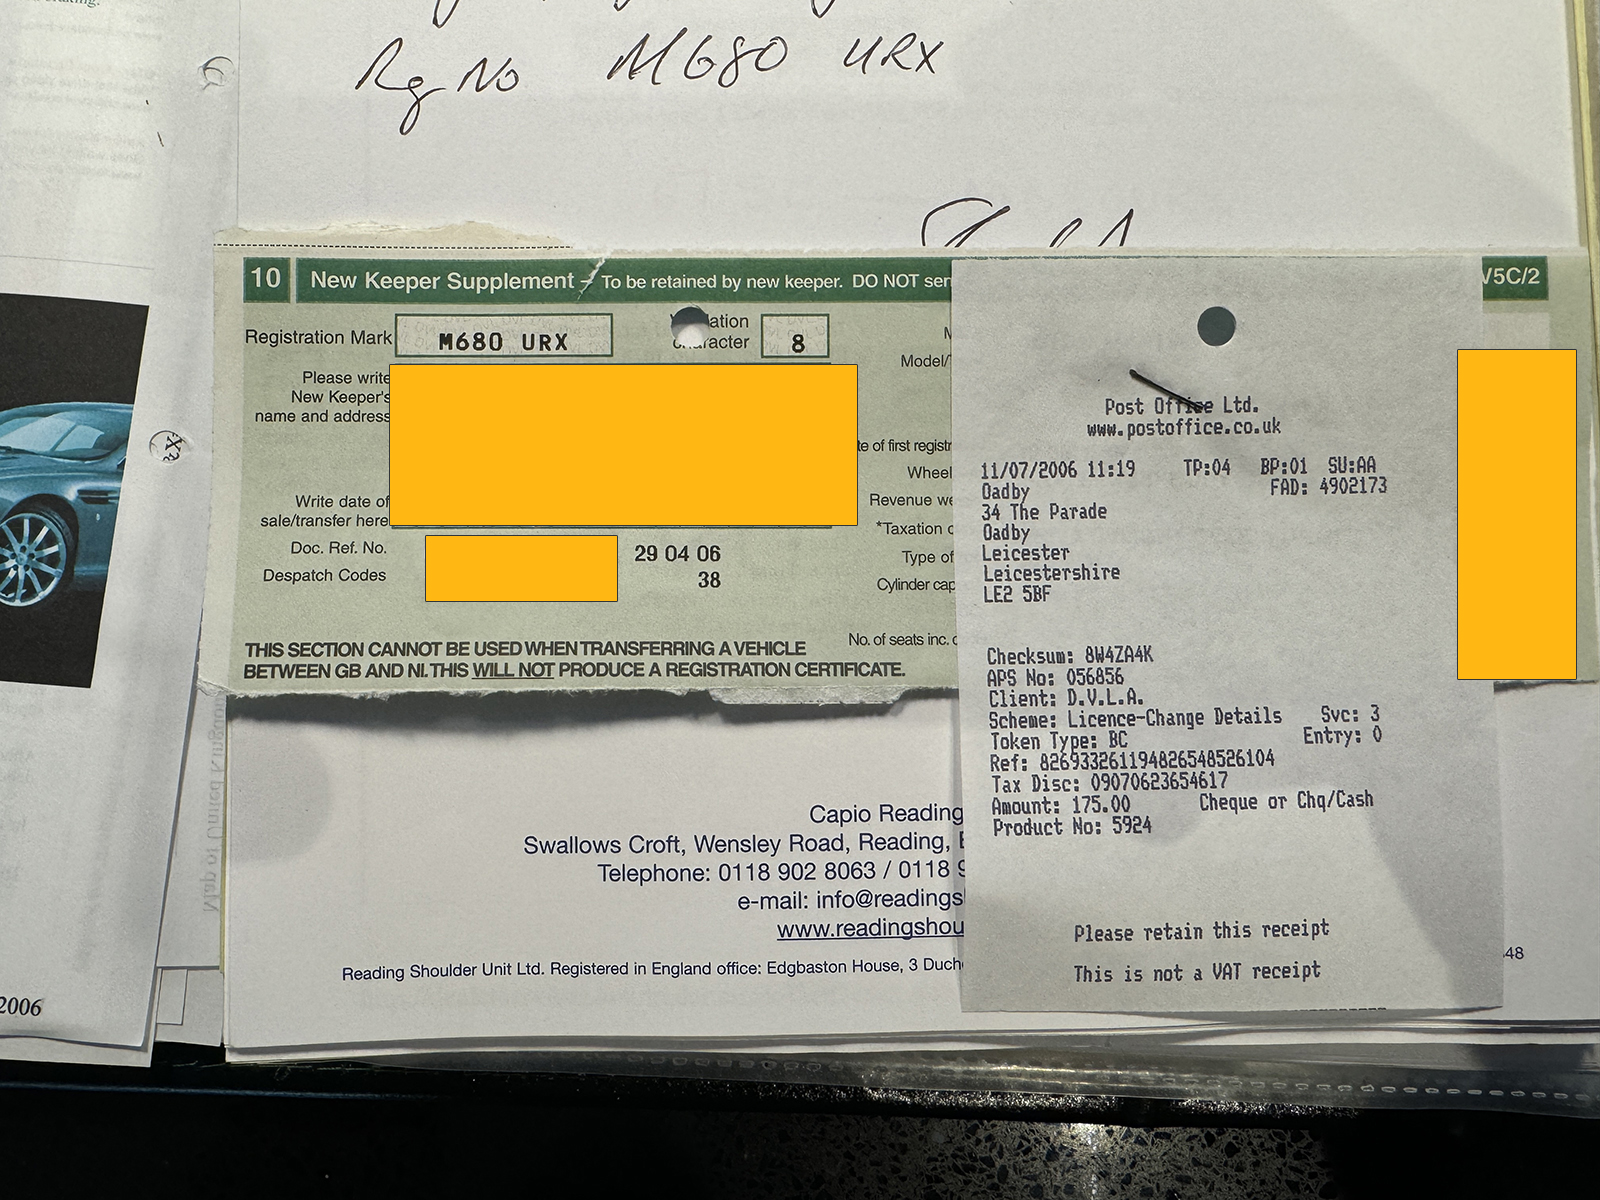 Rg No M680 URX
10 New Keeper Supplement – To be retained by new keeper. DO NOT V5C/2
Registration Mark M680 URX character 8
Please write
New Keeper's
name and address
Model/
of first
Wheel
Write date of
sale/transfer here
Revenue
*Taxation
Doc. Ref. No. 29 04 06
Type of
Despatch Codes 38
Cylinder
No. of seats inc.
THIS SECTION CANNOT BE USED WHEN TRANSFERRING A VEHICLE
BETWEEN GB AND NI. THIS WILL NOT PRODUCE A REGISTRATION CERTIFICATE.
Post Office Ltd.
www.postoffice.co.uk
11/07/2006 11:19 TP:04 BP:01 SU:AA
Oadby FAD: 4902173
34 The Parade
Oadby
Leicester
Leicestershire
LE2 5BF
Checksum: 8W4ZA4K
APS No: 056856
Client: D.V.L.A.
Scheme: Licence-Change Details Svc: 3
Token Type: BC Entry: 0
Ref: 826933261194826548526104
Tax Disc: 09070623654617
Amount: 175.00 Cheque or Chq/Cash
Product No: 5924
Please retain this receipt
This is not a VAT receipt
Capio Reading
Swallows Croft, Wensley Road, Reading,
Telephone: 0118 902 8063 / 0118
e-mail: info@readings
www.readingshou
Reading Shoulder Unit Ltd. Registered in England office: Edgbaston House, 3
48
2006
Map of United Kingdom